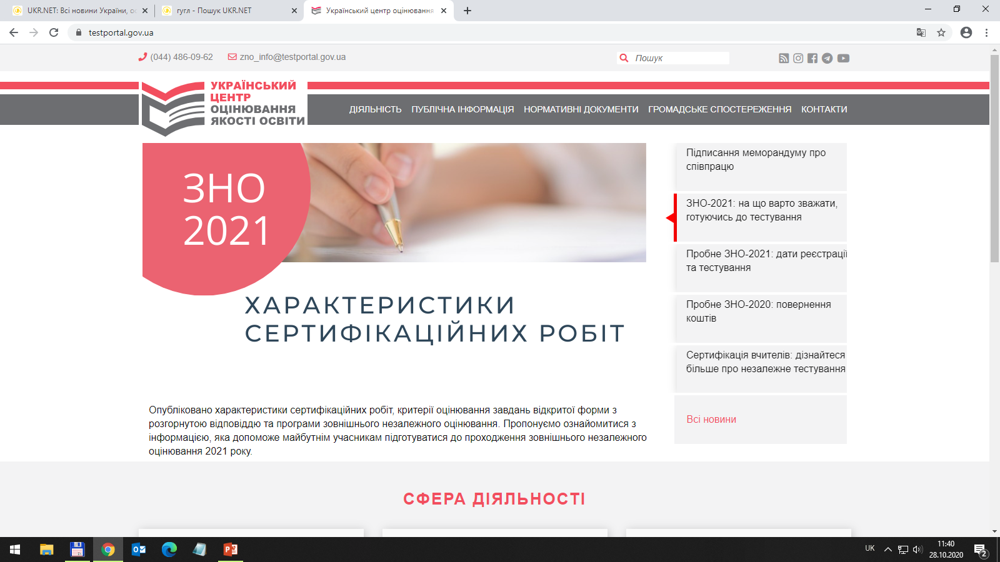 UKR.NET: Всі новини України, ос
гугл - Пошук UKR.NET
Український центр оцінювання
testportal.gov.ua
(044) 486-09-62
zno_info@testportal.gov.ua
Пошук
УКРАЇНСЬКИЙ
ЦЕНТР
ОЦІНЮВАННЯ
ЯКОСТІ ОСВІТИ
ДІЯЛЬНІСТЬ ПУБЛІЧНА ІНФОРМАЦІЯ НОРМАТИВНІ ДОКУМЕНТИ ГРОМАДСЬКЕ СПОСТЕРЕЖЕННЯ КОНТАКТИ
ЗНО
2021
ХАРАКТЕРИСТИКИ
СЕРТИФІКАЦІЙНИХ РОБІТ
Опубліковано характеристики сертифікаційних робіт, критерії оцінювання завдань відкритої форми з
розгорнутою відповіддю та програми зовнішнього незалежного оцінювання. Пропонуємо ознайомитися з
інформацією, яка допоможе майбутнім учасникам підготуватися до проходження зовнішнього незалежного
оцінювання 2021 року.
Підписання меморандуму про
співпрацю
ЗНО-2021: на що варто зважати,
готуючись до тестування
Пробне ЗНО-2021: дати реєстрації
та тестування
Пробне ЗНО-2020: повернення
коштів
Сертифікація вчителів: дізнайтеся
більше про незалежне тестування
Всі новини
СФЕРА ДІЯЛЬНОСТІ
UK
11:40
28.10.2020
2